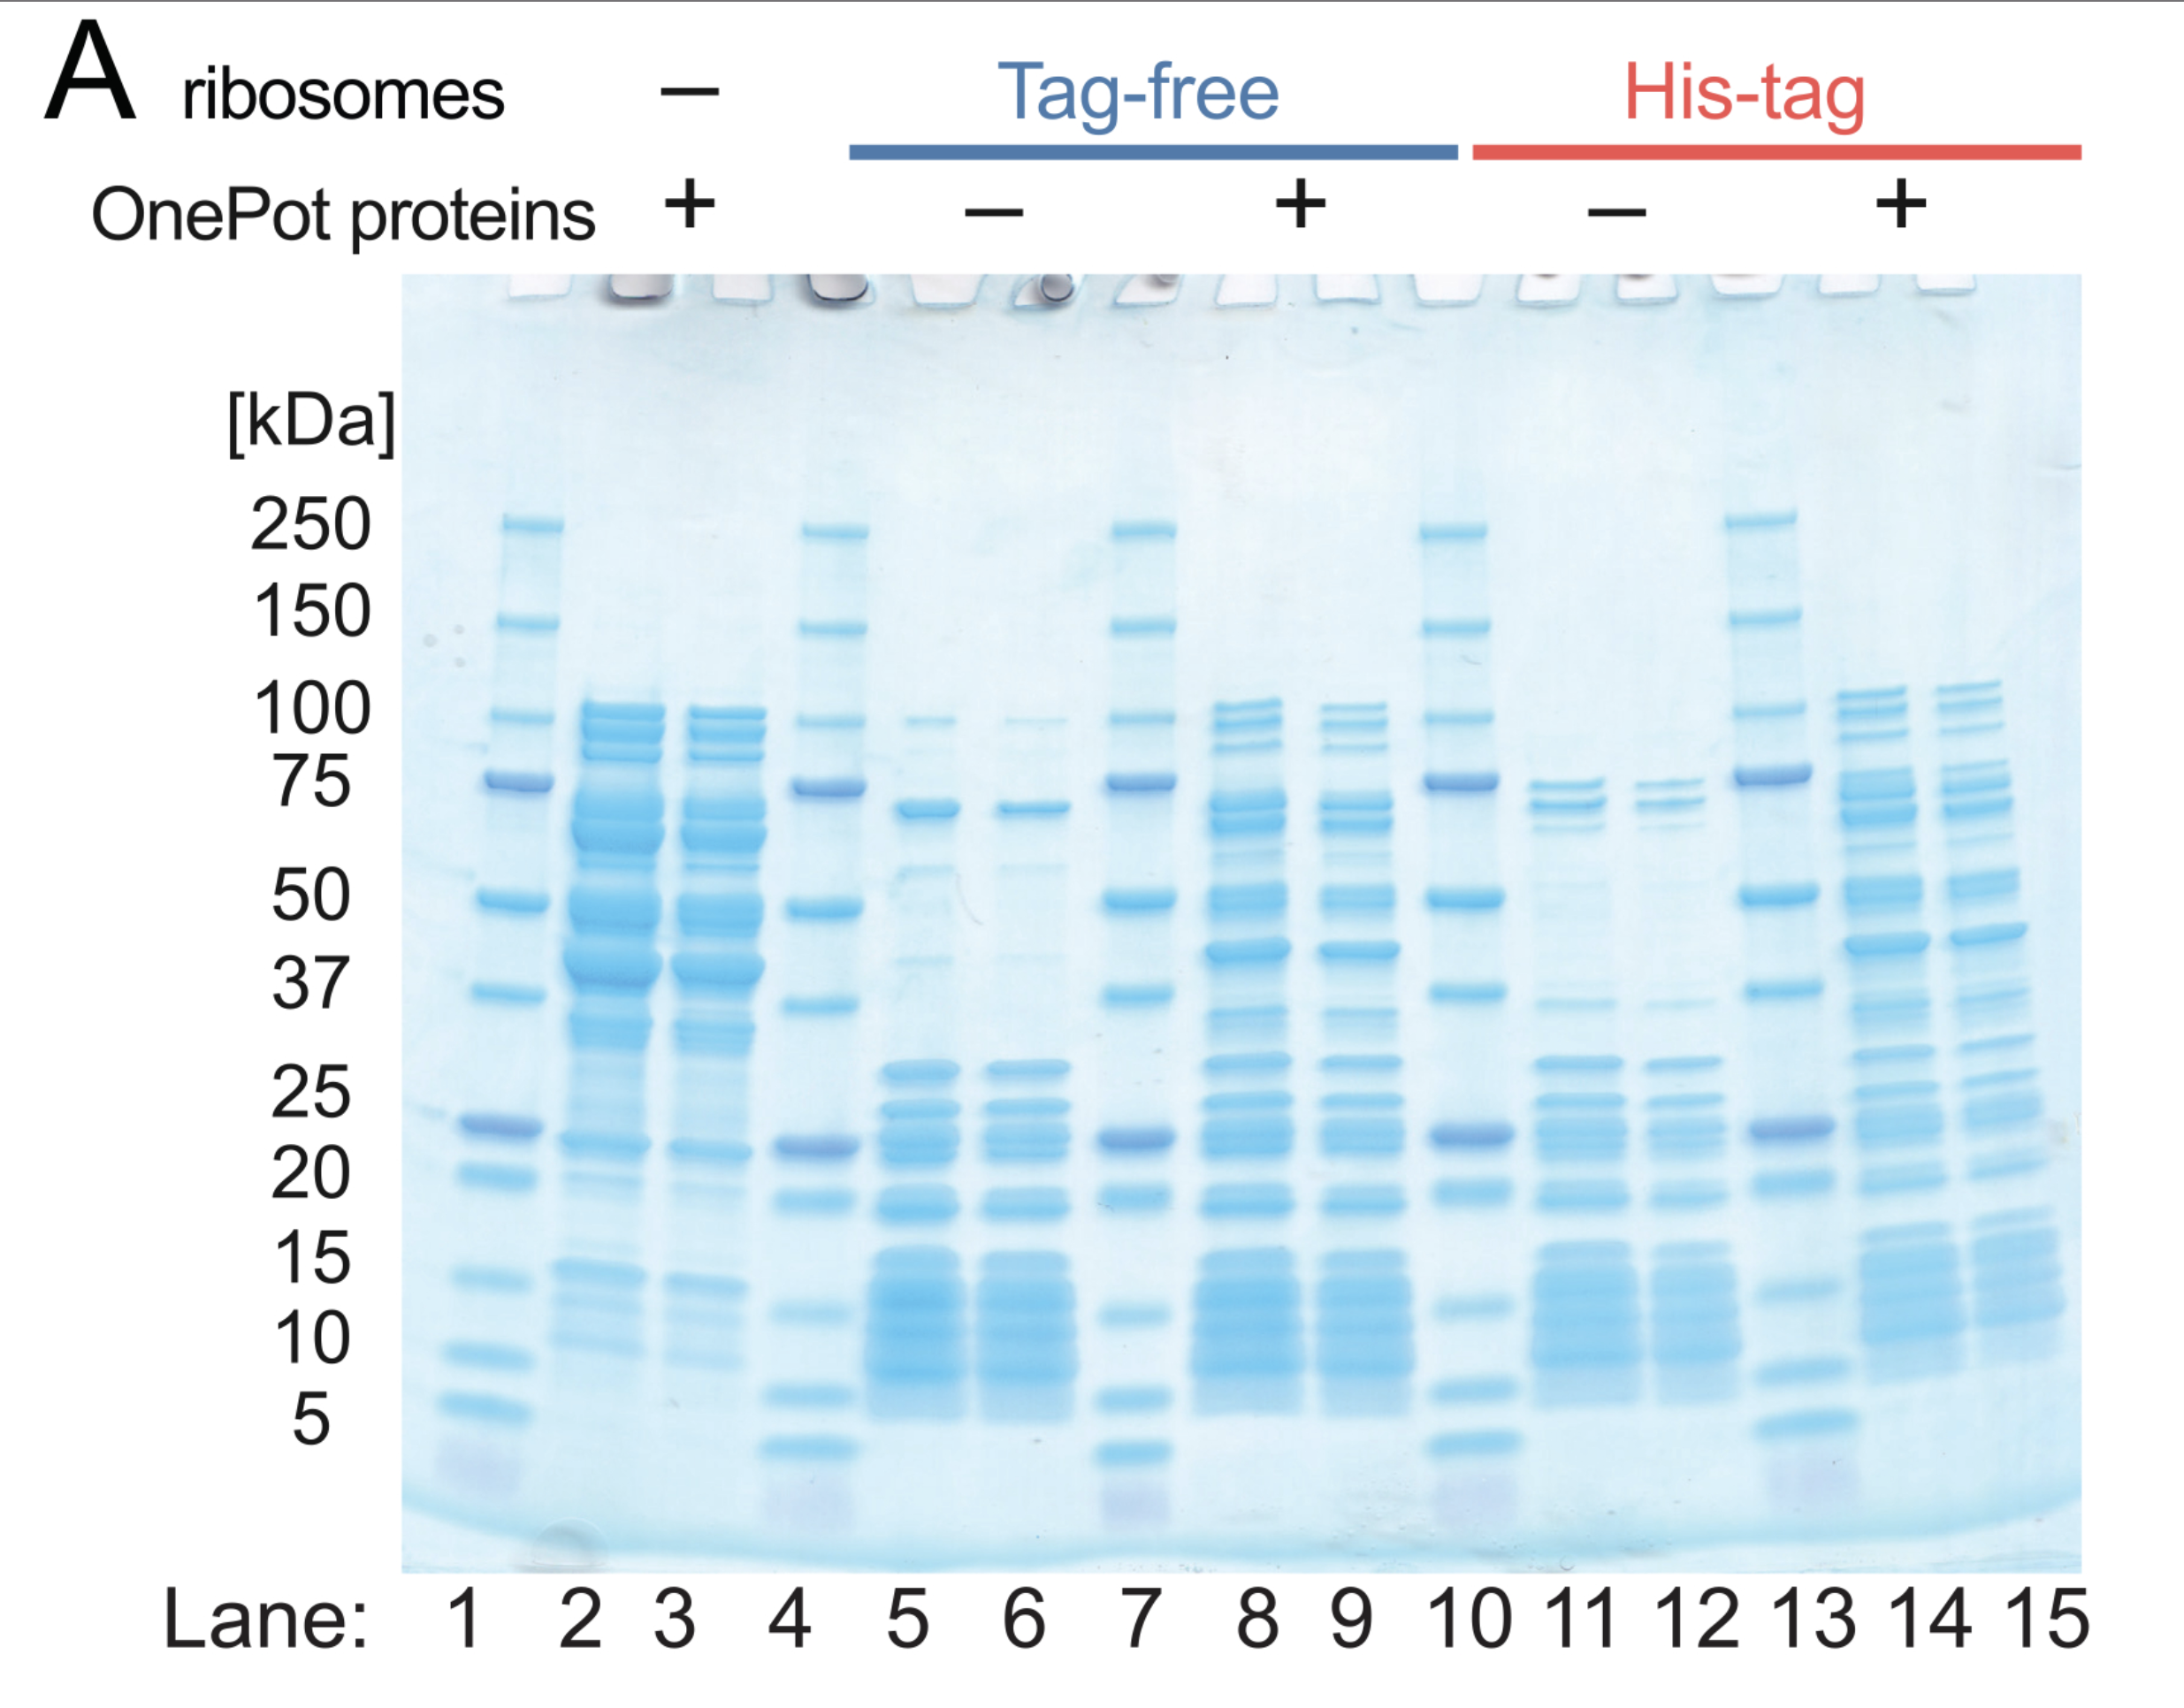 A ribosomes – Tag-free His-tag
OnePot proteins + – + – +
[kDa]
250
150
100
75
50
37
25
20
15
10
5
Lane: 1 2 3 4 5 6 7 8 9 10 11 12 13 14 15